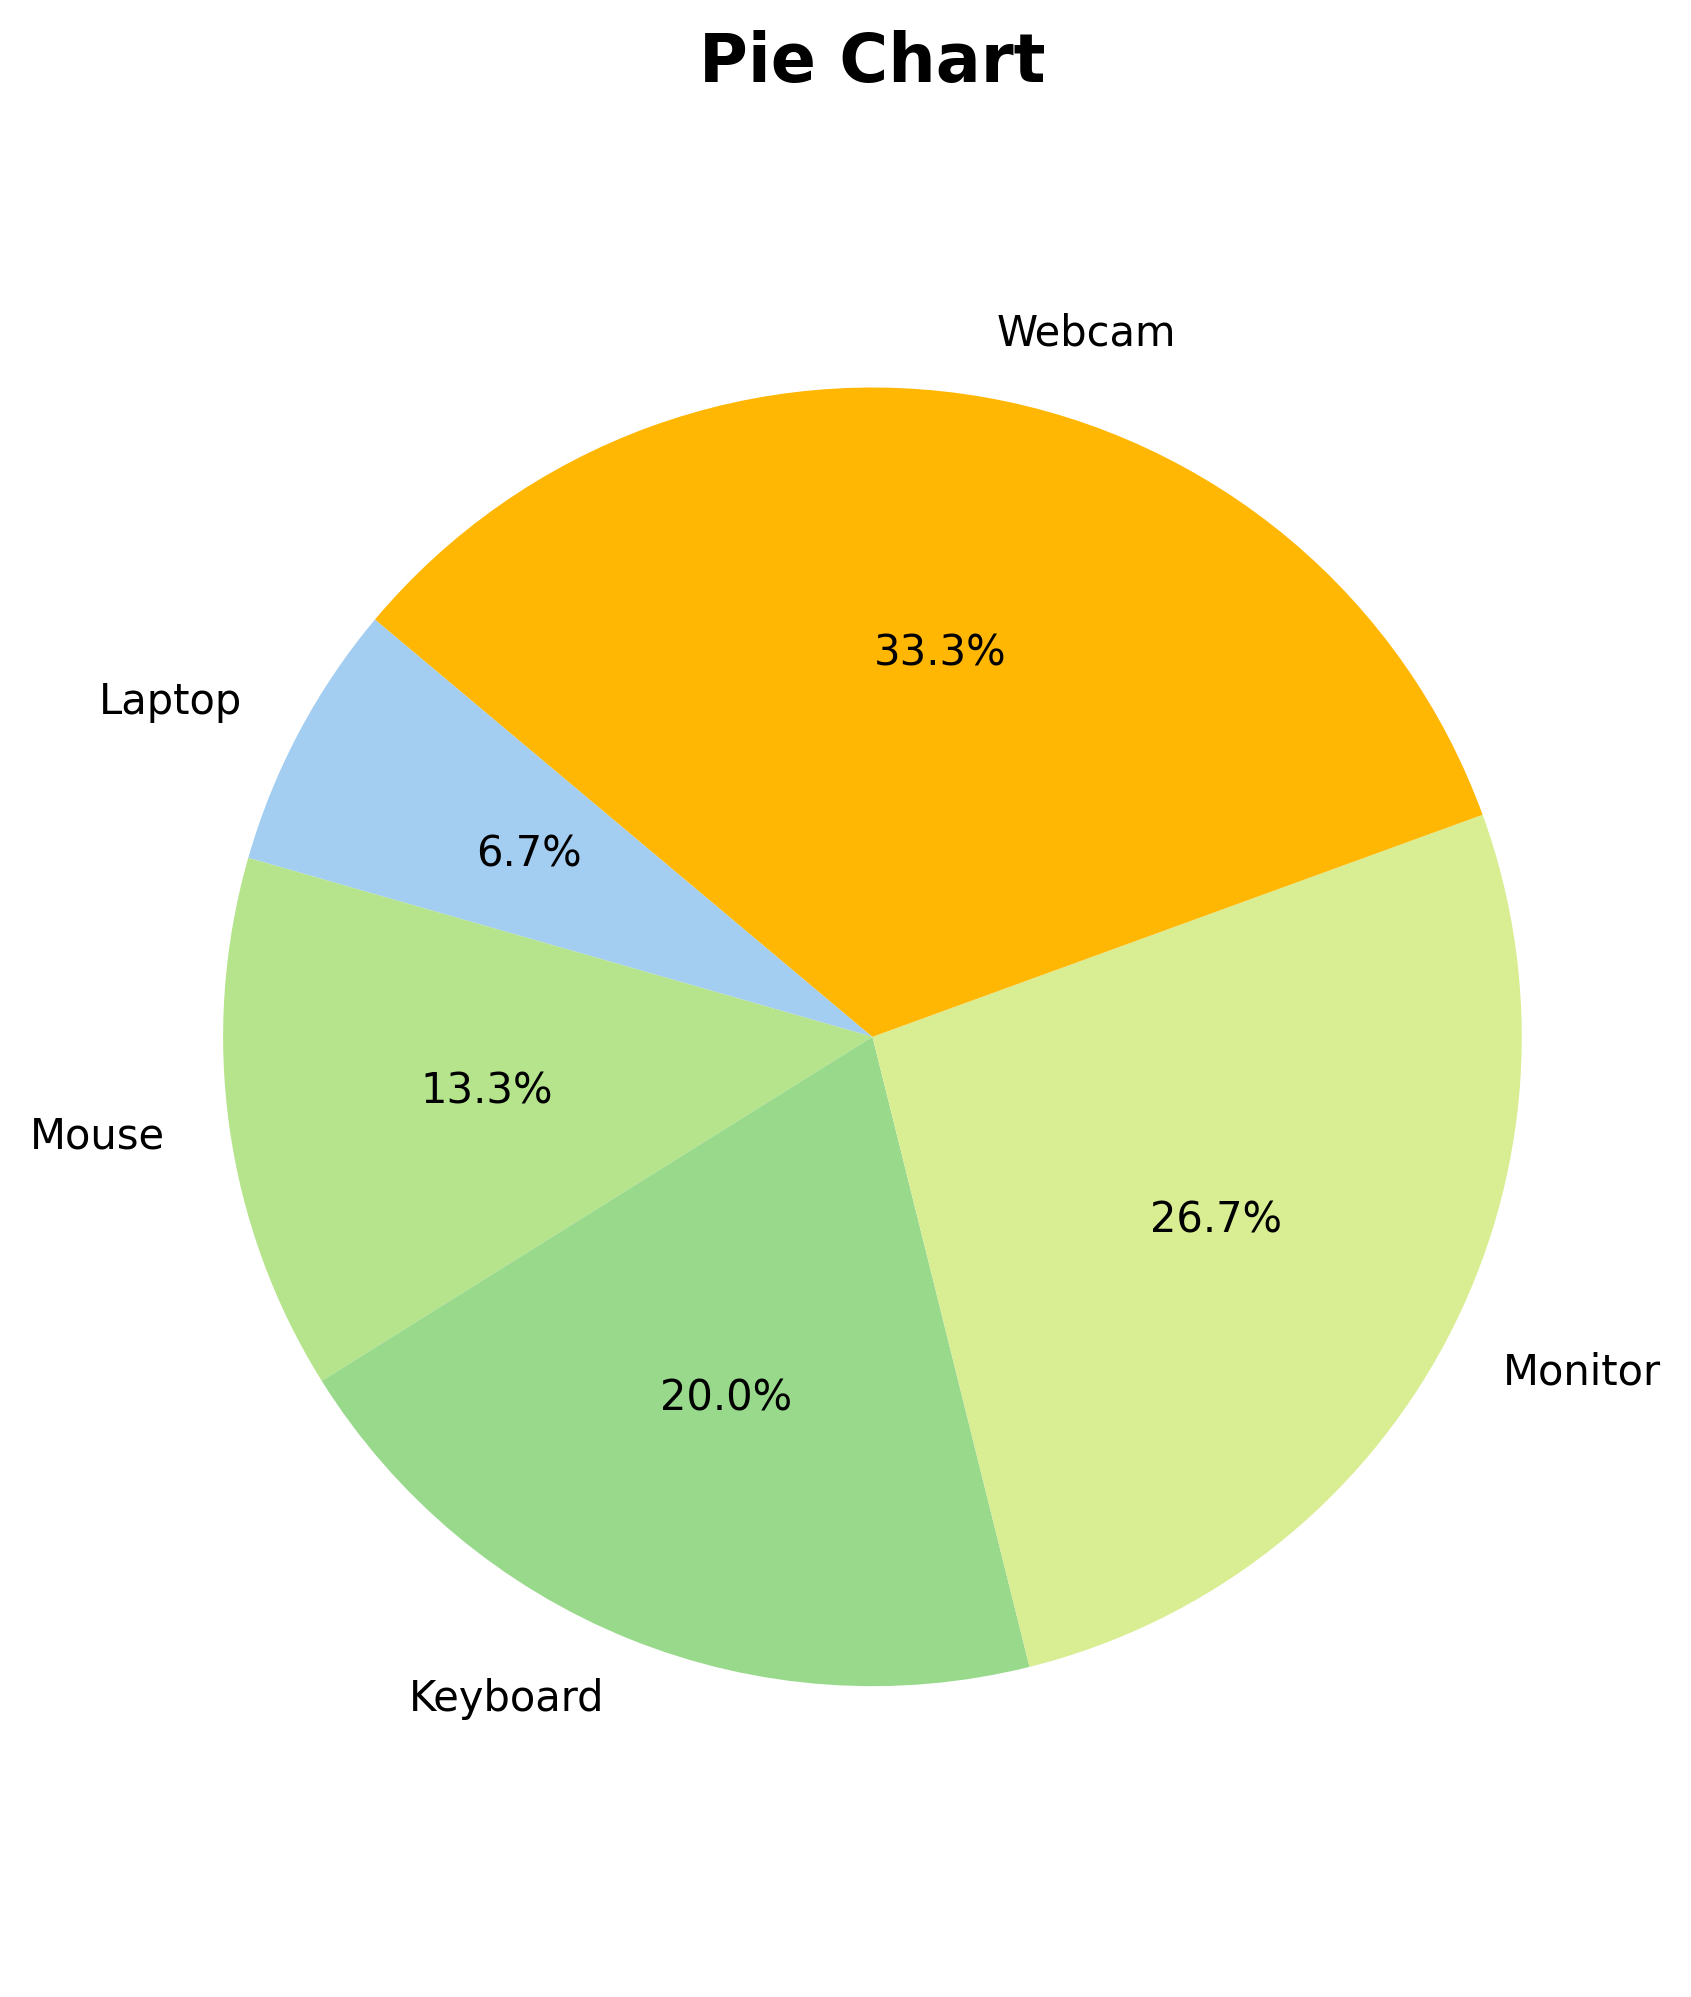 Pie Chart
Webcam
33.3%
Laptop
6.7%
13.3%
Mouse
26.7%
Monitor
20.0%
Keyboard